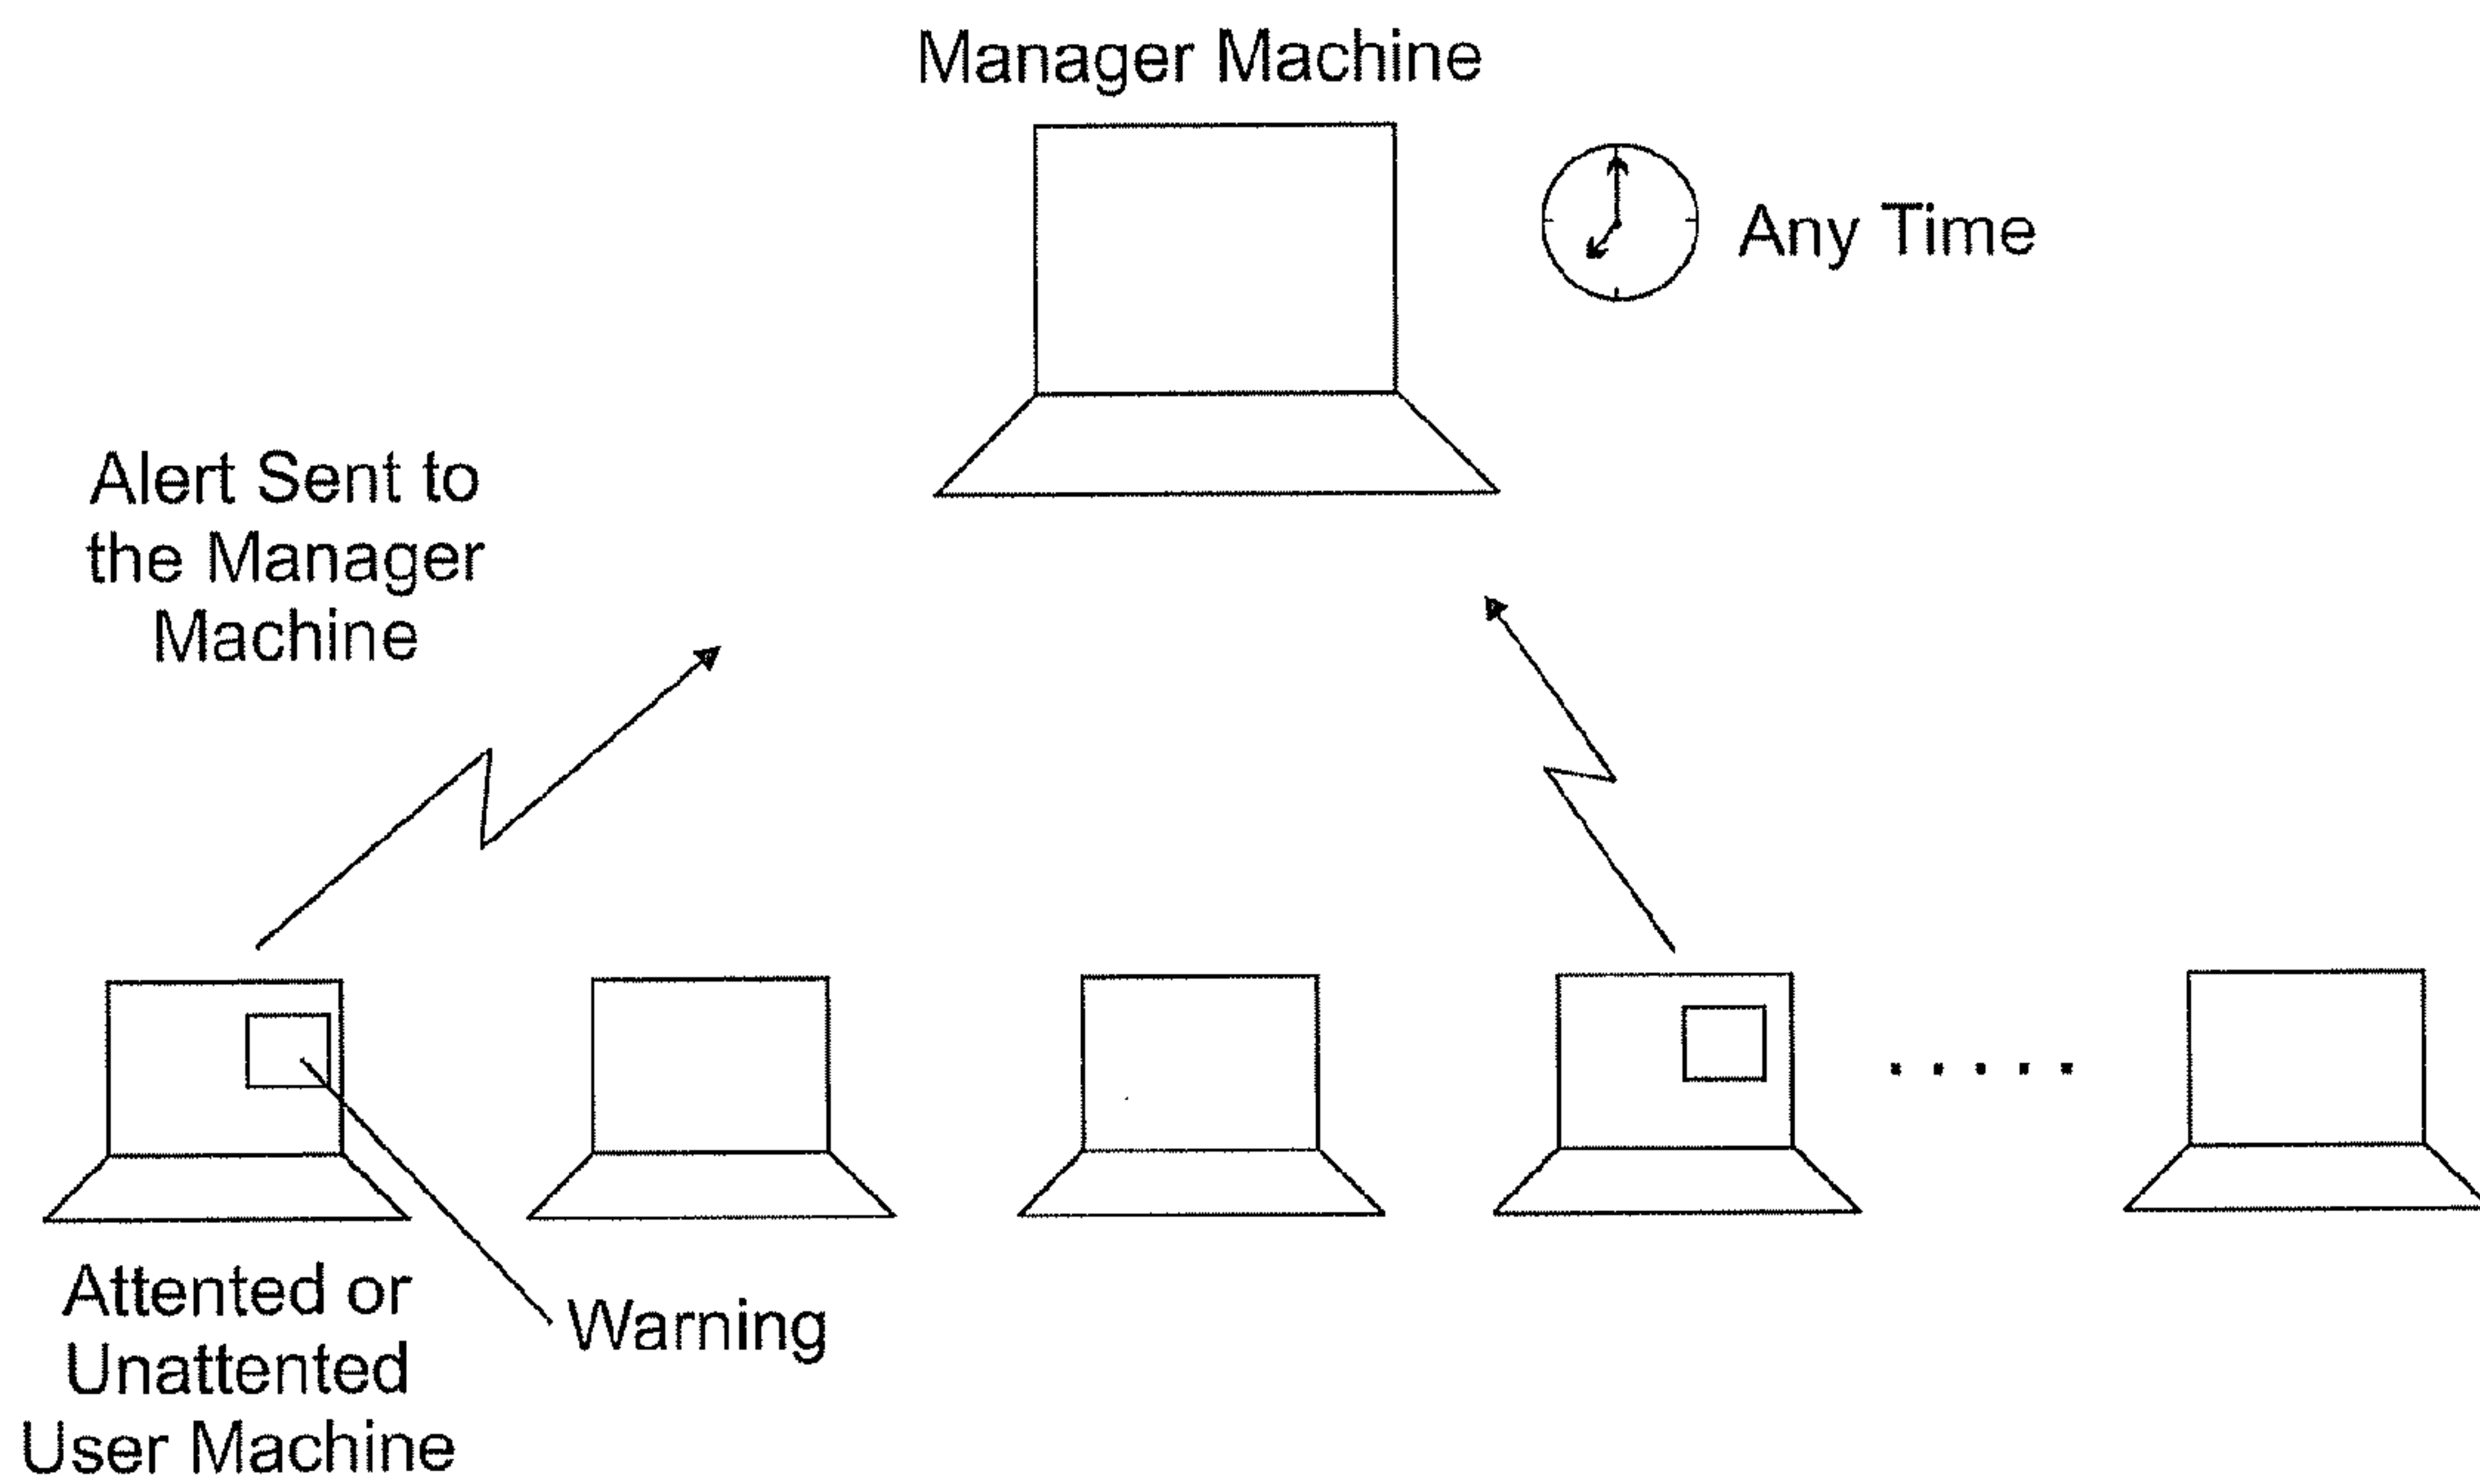 Manager Machine
Any Time
Alert Sent to
the Manager
Machine
Attented or
Unattented
User Machine
Warning